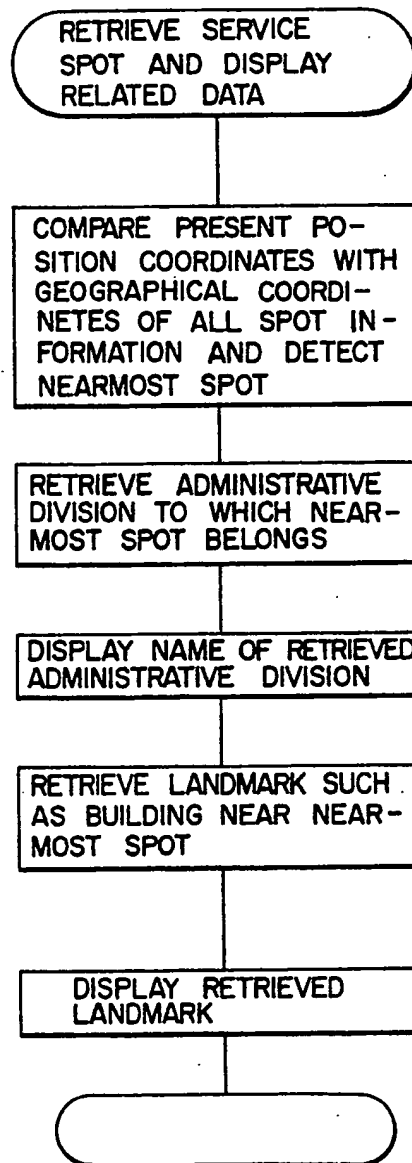 RETRIEVE SERVICE
SPOT AND DISPLAY
RELATED DATA
COMPARE PRESENT PO-
SITION COORDINATES WITH
GEOGRAPHICAL COORDI-
NETES OF ALL SPOT IN-
FORMATION AND DETECT
NEARMOST SPOT
RETRIEVE ADMINISTRATIVE
DIVISION TO WHICH NEAR-
MOST SPOT BELONGS
DISPLAY NAME OF RETRIEVED
ADMINISTRATIVE DIVISION
RETRIEVE LANDMARK SUCH
AS BUILDING NEAR NEAR-
MOST SPOT
DISPLAY RETRIEVED
LANDMARK